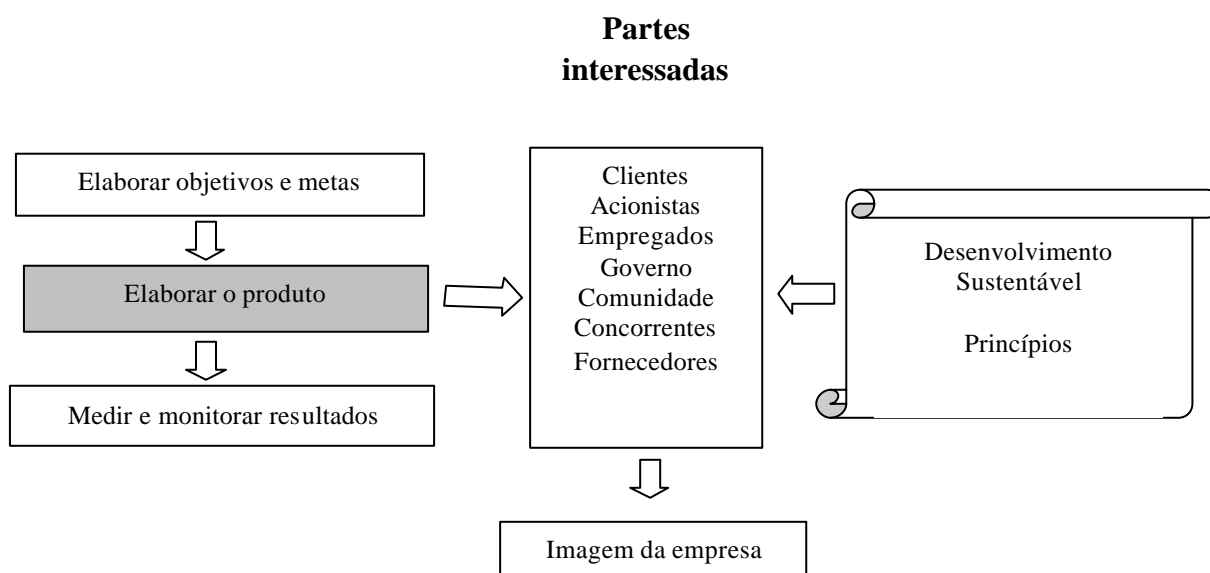 Partes
interessadas
Elaborar objetivos e metas
Elaborar o produto
Medir e monitorar resultados
Clientes
Acionistas
Empregados
Governo
Comunidade
Concorrentes
Fornecedores
Desenvolvimento
Sustentável
Princípios
Imagem da empresa